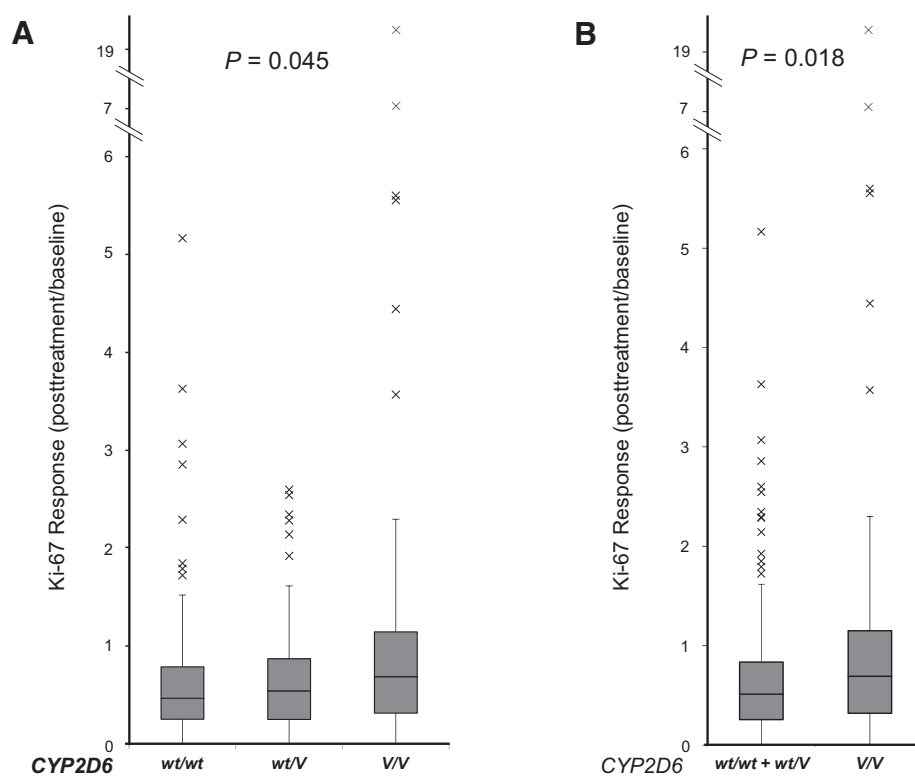 A
P = 0.045
19
7
6
5
4
3
2
1
0
Ki-67 Response (posttreatment/baseline)
CYP2D6
wt/wt
wt/V
V/V
B
P = 0.018
19
7
6
5
4
3
2
1
0
Ki-67 Response (posttreatment/baseline)
CYP2D6
wt/wt + wt/V
V/V